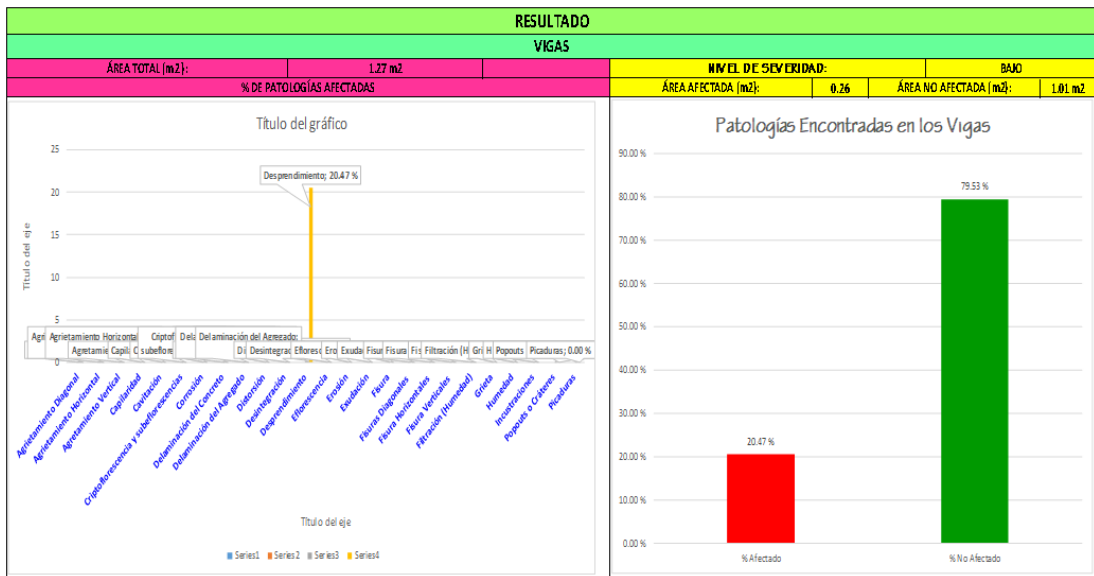 RESULTADO
VIGAS
ÁREA TOTAL (m2): 1.27 m2
NIVEL DE SEVERIDAD: BAJO
% DE PATOLOGÍAS AFECTADAS
ÁREA AFECTADA (m2): 0.26 ÁREA NO AFECTADA (m2): 1.01 m2
Título del gráfico
25
20
15
10
5
0
Título del eje
Desprendimiento; 20.47 %
Agrietamiento Horizontal
Delaminación del Agregado:
Popouts
Picaduras; 0.00 %
Agrietamiento Diagonal
Agrietamiento Horizontal
Agretamiento Vertical
Capilaridad
Cavitación
Criptoflorescencia y subeflorescencias
Corrosión
Delaminación del Concreto
Delaminación del Agregado
Distorsión
Desintegración
Desprendimiento
Eflorescencia
Erosión
Exudación
Fisura
Fisuras Diagonales
Fisura Horizontales
Fisura Verticales
Filtración (Humedad)
Grieta
Humedad
Incustraciones
Popouts o Cráteres
Picaduras
Título del eje
Series1 Series2 Series3 Series4
Patologías Encontradas en los Vigas
90.00 %
80.00 %
70.00 %
60.00 %
50.00 %
40.00 %
30.00 %
20.00 %
10.00 %
0.00 %
20.47 %
79.53 %
% Afectado
% No Afectado